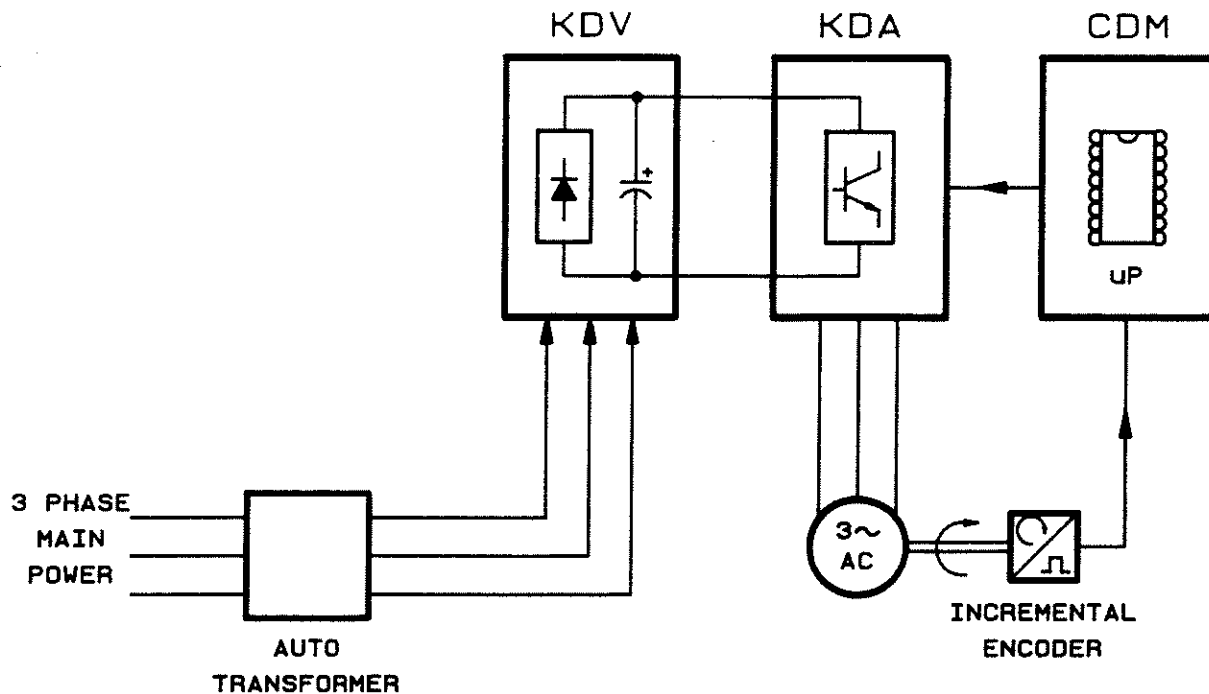 KDV
KDA
CDM
+
uP
3 PHASE
MAIN
POWER
3~
AC
AUTO
TRANSFORMER
INCREMENTAL
ENCODER